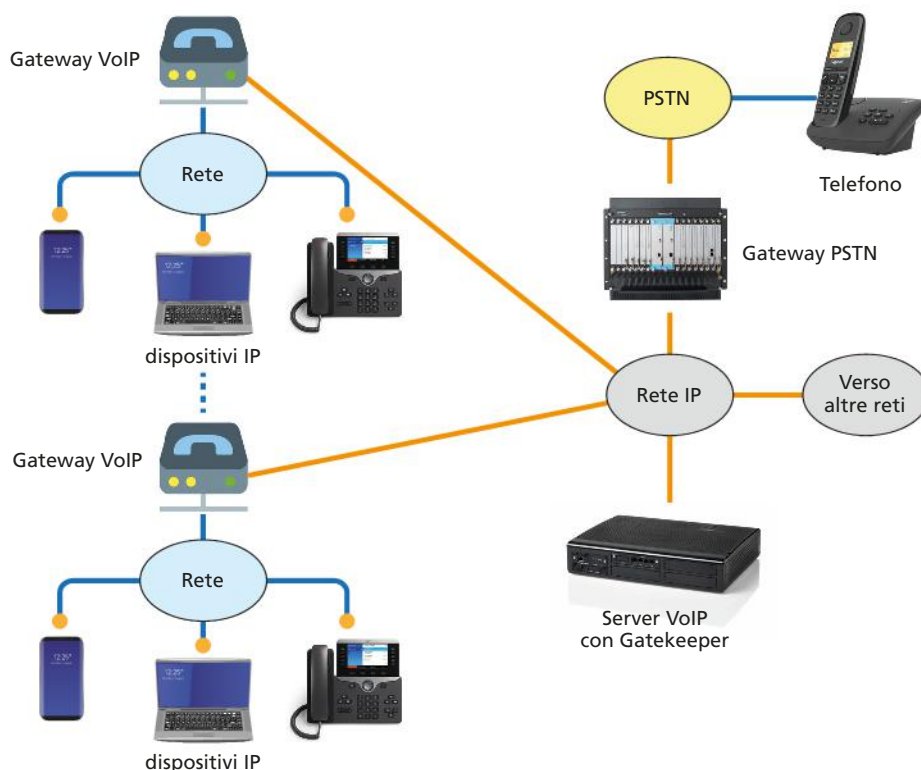 Gateway VoIP
PSTN
Rete
Telefono
Gateway PSTN
dispositivi IP
Rete IP
Verso
altre reti
Gateway VoIP
Rete
Server VoIP
con Gatekeeper
dispositivi IP